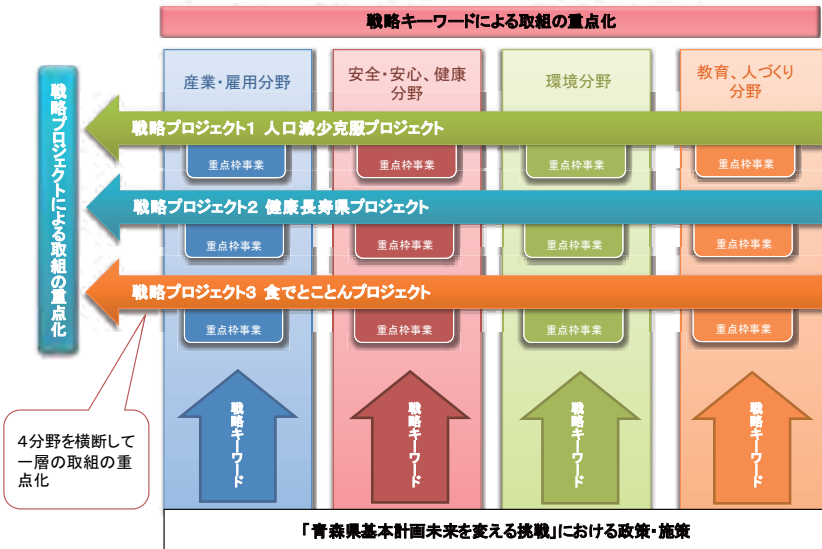 戦略キーワードによる取組の重点化
戦略プロジェクトによる取組の重点化
産業・雇用分野
安全・安心、健康
分野
環境分野
教育、人づくり
分野
戦略プロジェクト1 人口減少克服プロジェクト
重点枠事業
重点枠事業
重点枠事業
重点枠事業
戦略プロジェクト2 健康長寿県プロジェクト
重点枠事業
重点枠事業
重点枠事業
重点枠事業
戦略プロジェクト3 食でとことんプロジェクト
重点枠事業
重点枠事業
重点枠事業
重点枠事業
4分野を横断して
一層の取組の重
点化
戦略キーワード
戦略キーワード
戦略キーワード
戦略キーワード
「青森県基本計画未来を変える挑戦」における政策・施策